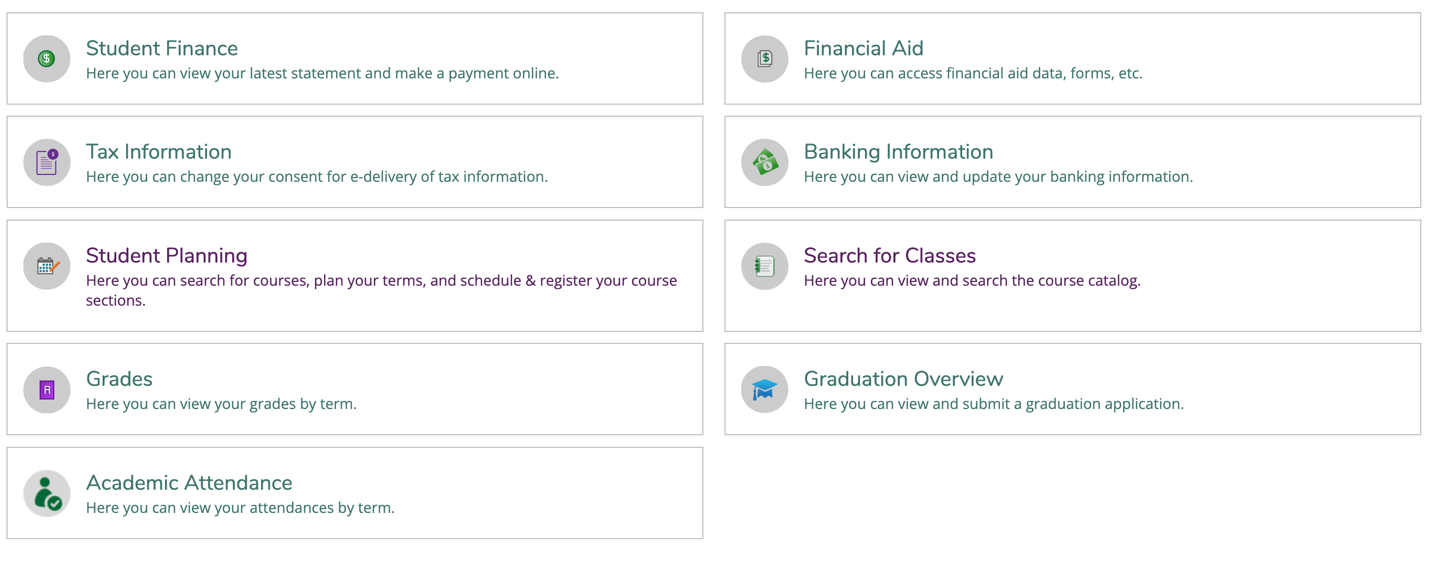 Student Finance
Here you can view your latest statement and make a payment online.
Financial Aid
Here you can access financial aid data, forms, etc.
Tax Information
Here you can change your consent for e-delivery of tax information.
Banking Information
Here you can view and update your banking information.
Student Planning
Here you can search for courses, plan your terms, and schedule & register your course
sections.
Search for Classes
Here you can view and search the course catalog.
Grades
Here you can view your grades by term.
Graduation Overview
Here you can view and submit a graduation application.
Academic Attendance
Here you can view your attendances by term.